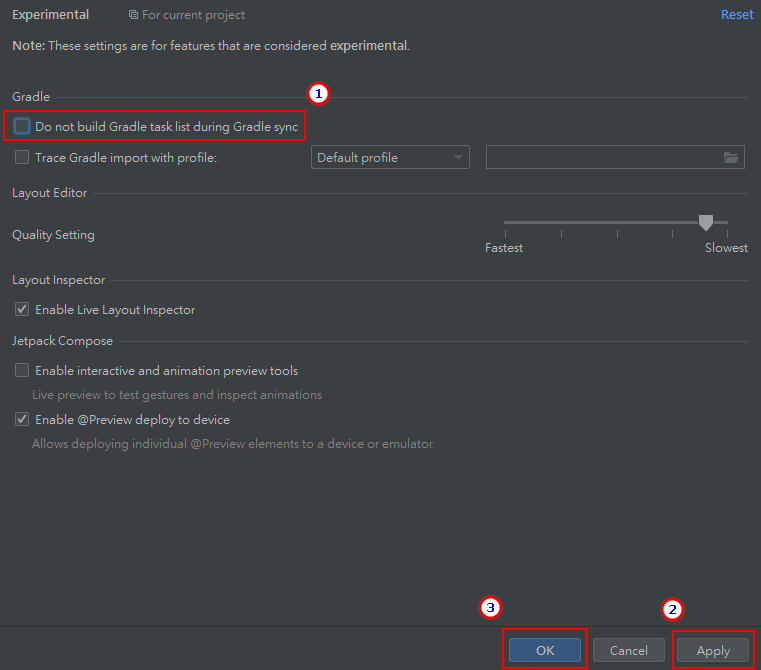 Experimental For current project Reset
Note: These settings are for features that are considered experimental.
Gradle 1
Do not build Gradle task list during Gradle sync
Trace Gradle import with profile: Default profile
Layout Editor
Quality Setting
Fastest Slowest
Layout Inspector
Enable Live Layout Inspector
Jetpack Compose
Enable interactive and animation preview tools
Live preview to test gestures and inspect animations
Enable @Preview deploy to device
Allows deploying individual @Preview elements to a device or emulator
3 2
OK Cancel Apply